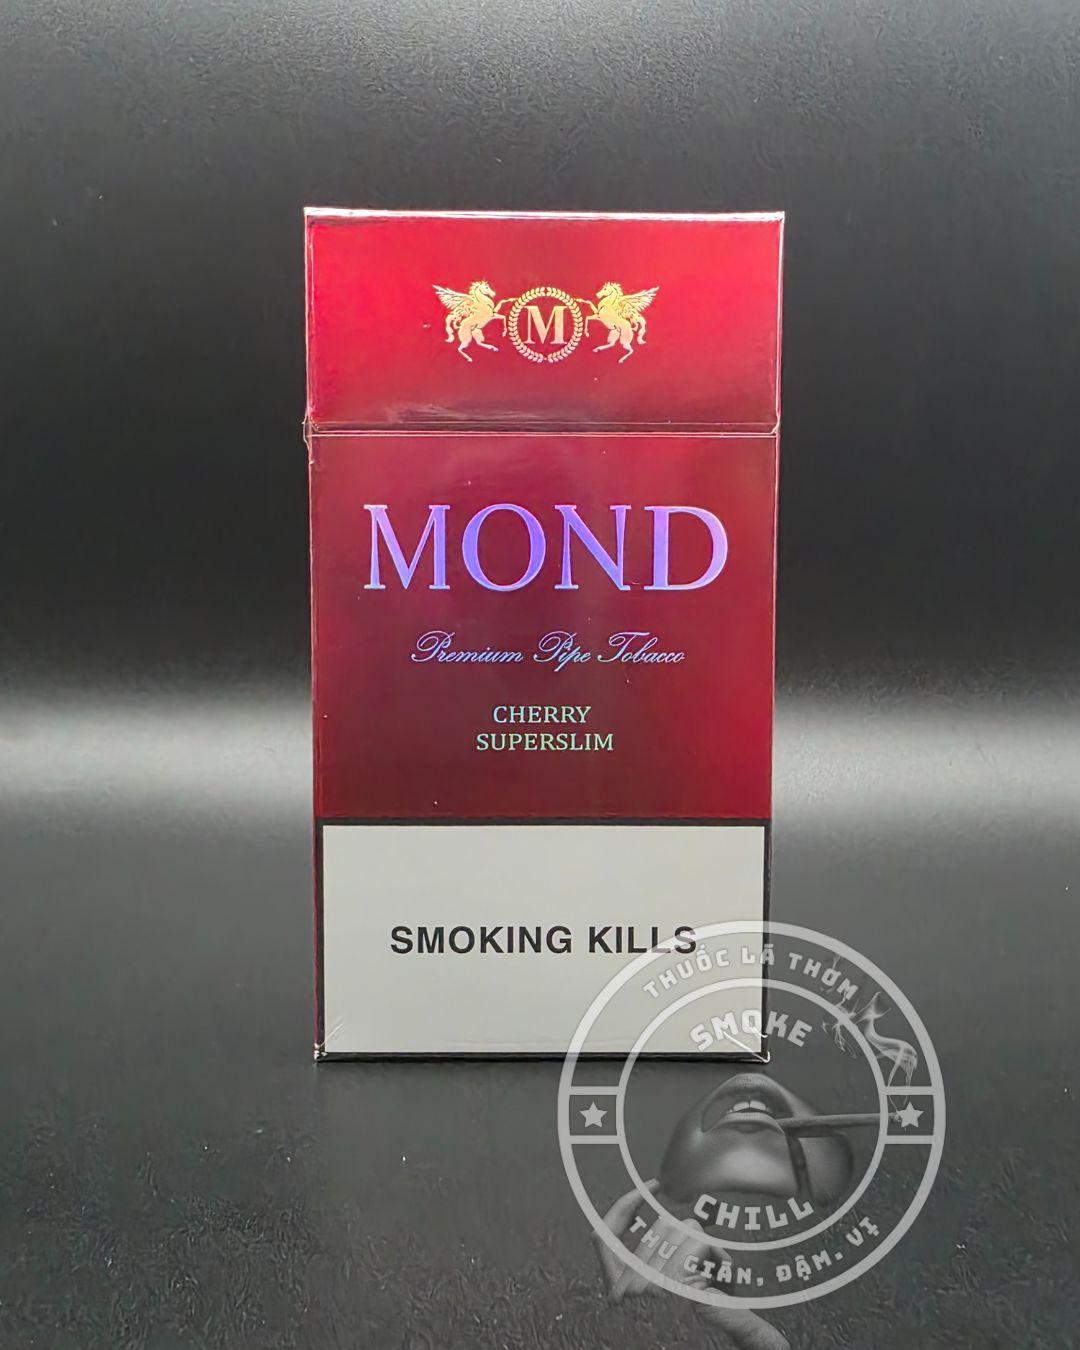 M
MOND
Premium Pipe Tobacco
CHERRY
SUPERSLIM
SMOKING KILLS
THUỐC LÁ THƠM
SMOKE
CHILL
THƯ GIÃN, ĐẬM. VỊ